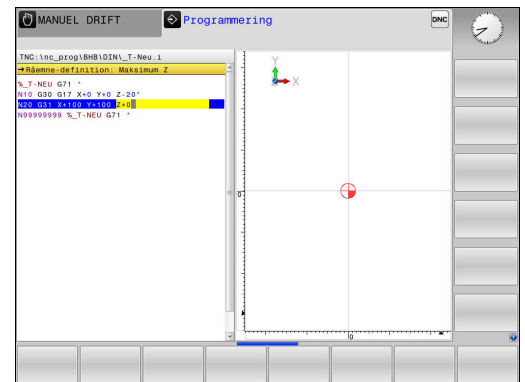 MANUEL DRIFT
Programmering
DNC
TNC:\nc_prog\BHB\DIN\_T-Neu.i
→Råemne-definition: Maksimum Z
%_T-NEU G71 *
N10 G30 G17 X+0 Y+0 Z-20*
N20 G31 X+100 Y+100 Z+0
N99999999 %_T-NEU G71 *
Y
X
0
0